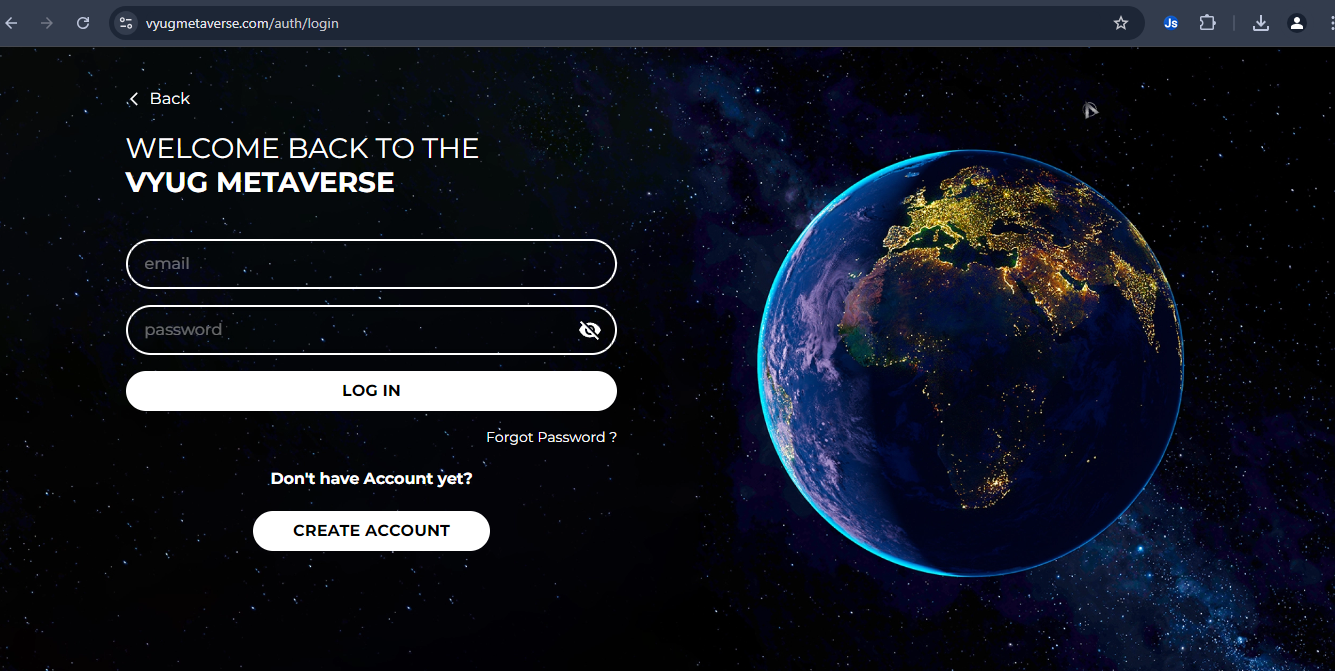 vyugmetaverse.com/auth/login
Js
Back
WELCOME BACK TO THE
VYUG METAVERSE
email
password
LOG IN
Forgot Password ?
Don't have Account yet?
CREATE ACCOUNT